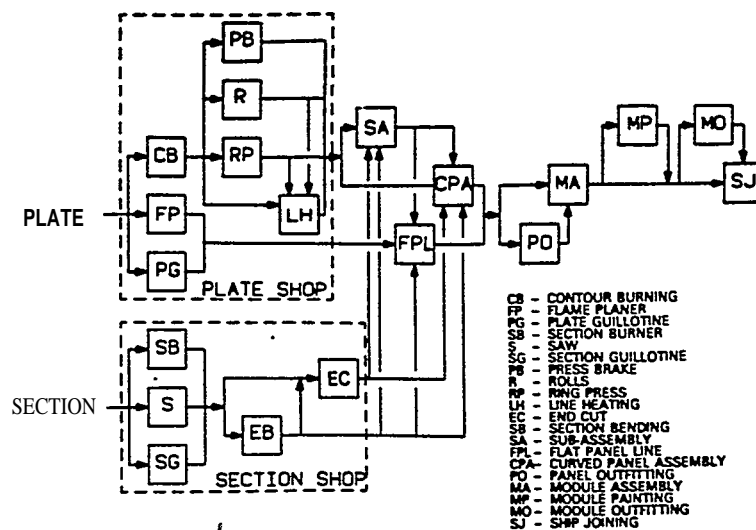 PB
R
SA
MP
MO
CB
RP
CPA
MA
SJ
LH
PLATE
FP
FPL
PO
PG
PLATE SHOP
SB
EC
SECTION
S
EB
SG
SECTION SHOP
CB - CONTOUR BURNING
FP - FLAME PLANER
PG - PLATE GUILLOTINE
SB - SECTION BURNER
S - SAW
SG - SECTION GUILLOTINE
PB - PRESS BRAKE
R - ROLLS
RP - RING PRESS
LH - LINE HEATING
EC - END CUT
SB - SECTION BENDING
SA - SUB-ASSEMBLY
FPL - FLAT PANEL LINE
CPA - CURVED PANEL ASSEMBLY
PO - PANEL OUTFITTING
MA - MODULE ASSEMBLY
MP - MODULE PAINTING
MO - MODULE OUTFITTING
SJ - SHIP JOINING